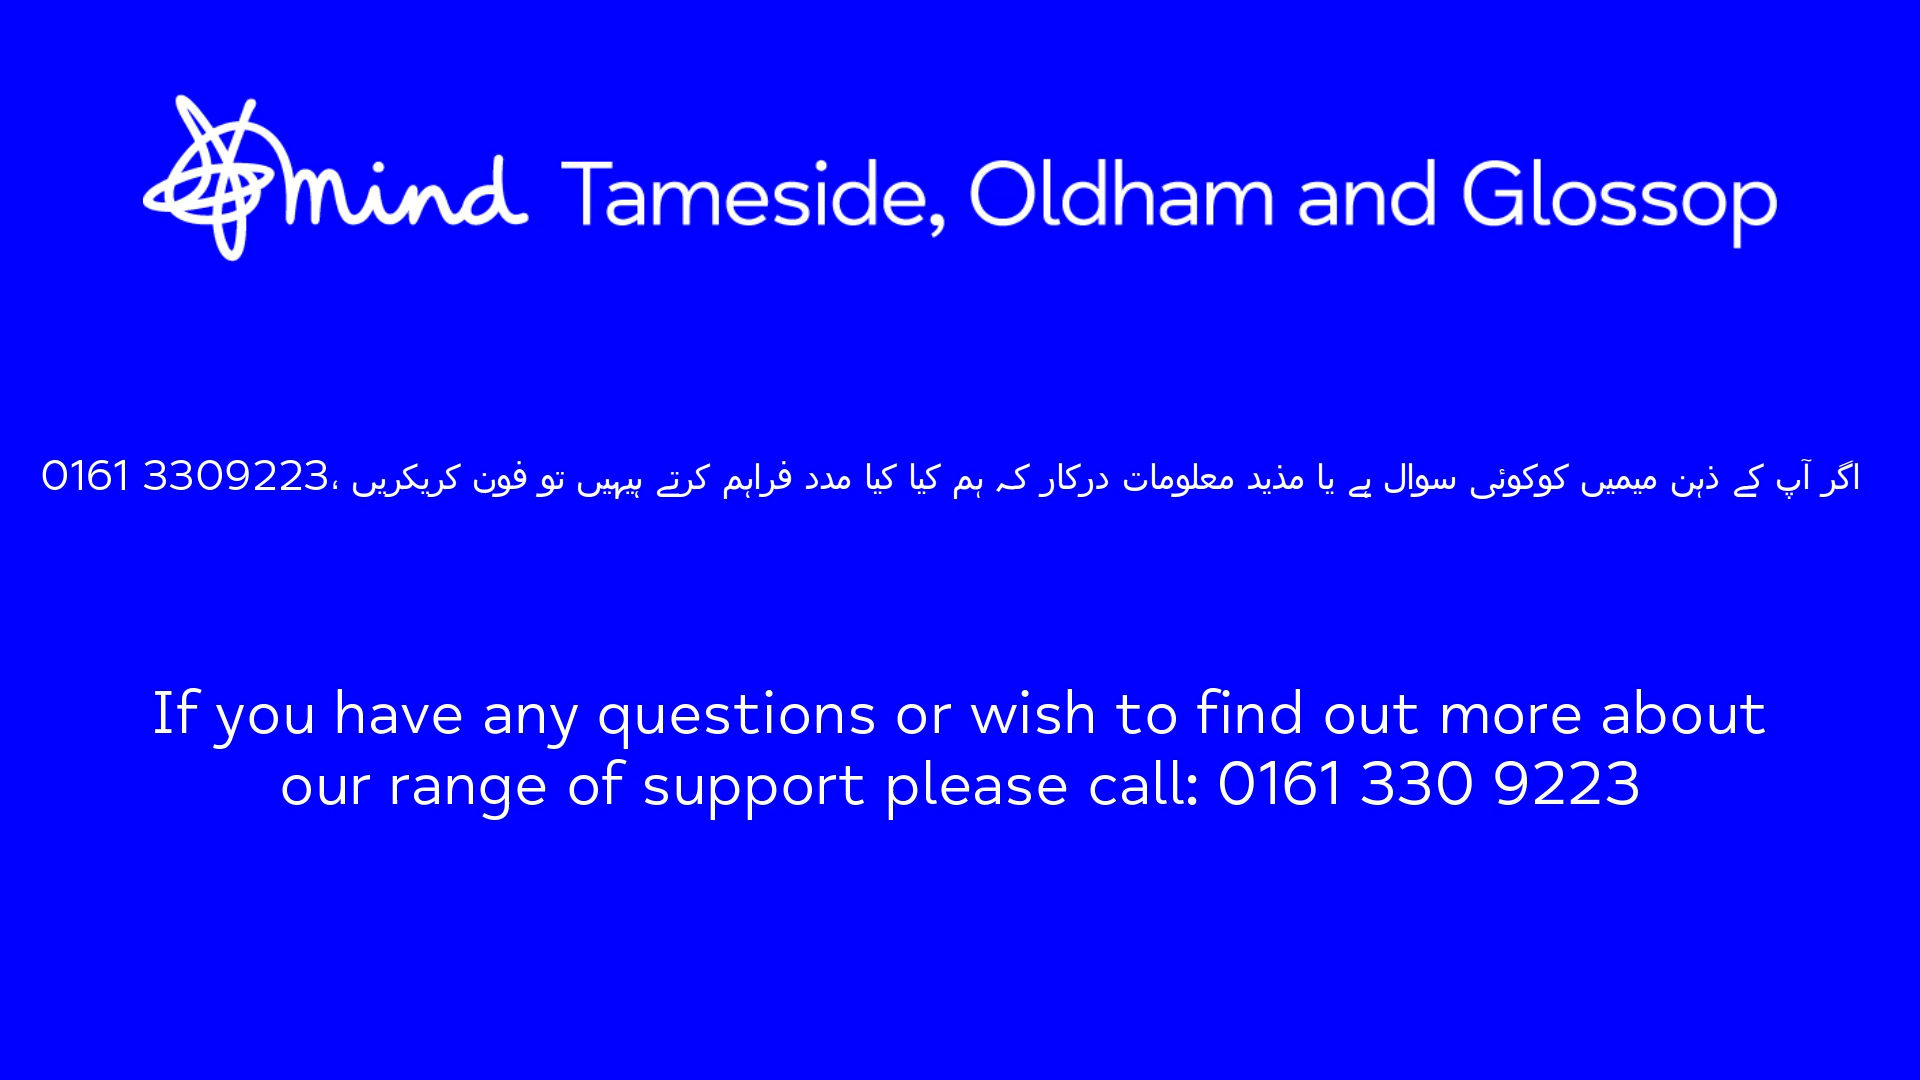 mind Tameside, Oldham and Glossop
اگر آپ کے ذہن میمیں کوکوئی سوال ہے یا مذید معلومات درکار کہ ہم کیا کیا مدد فراہم کرتے ہیہیں تو فون کریکریں ،0161 3309223
If you have any questions or wish to find out more about
our range of support please call: 0161 330 9223